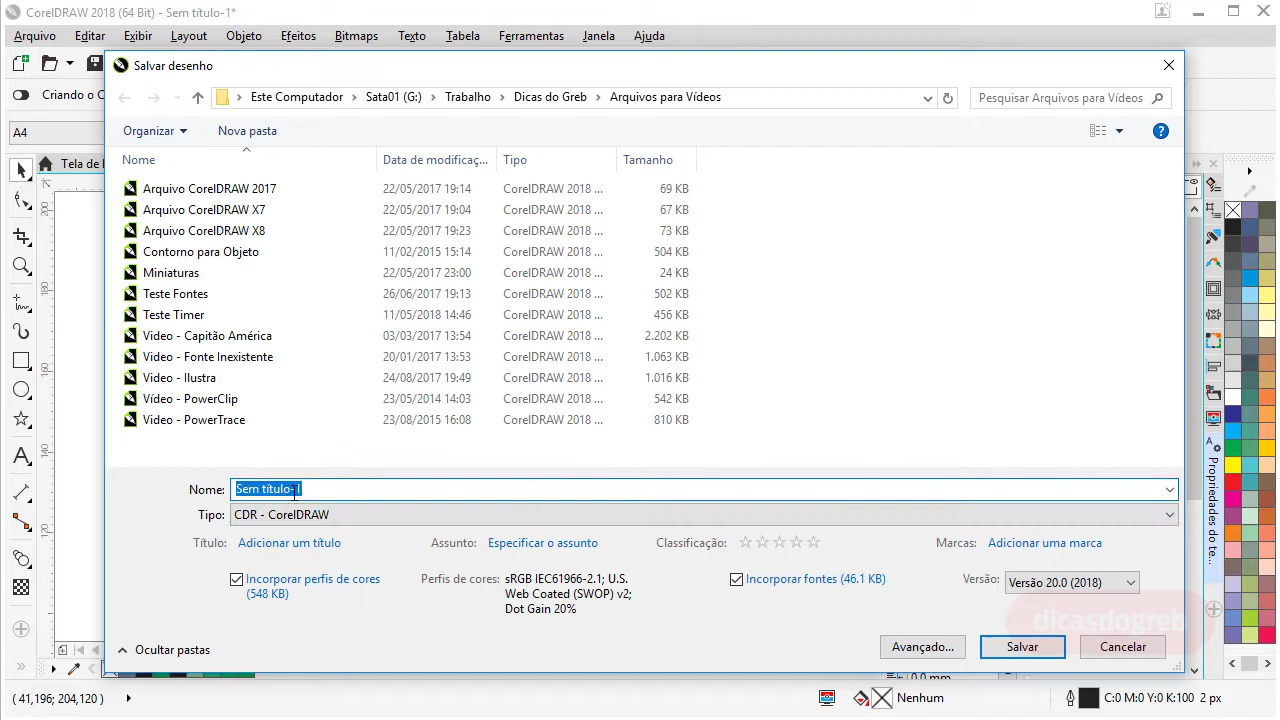 CorelDRAW 2018 (64 Bit) - Sem título-1*
Arquivo Editar Exibir Layout Objeto Efeitos Bitmaps Texto Tabela Ferramentas Janela Ajuda
Salvar desenho
Criando o C
Este Computador > Sata01 (G:) > Trabalho > Dicas do Greb > Arquivos para Vídeos
Pesquisar Arquivos para Vídeos
A4
Organizar Nova pasta
Tela de
Nome Data de modificaç... Tipo Tamanho
Arquivo CorelDRAW 2017 22/05/2017 19:14 CorelDRAW 2018 ... 69 KB
Arquivo CorelDRAW X7 22/05/2017 19:04 CorelDRAW 2018 ... 67 KB
Arquivo CorelDRAW X8 22/05/2017 19:23 CorelDRAW 2018 ... 73 KB
Contorno para Objeto 11/02/2015 15:14 CorelDRAW 2018 ... 504 KB
Miniaturas 22/05/2017 23:00 CorelDRAW 2018 ... 24 KB
Teste Fontes 26/06/2017 19:13 CorelDRAW 2018 ... 502 KB
Teste Timer 11/05/2018 14:46 CorelDRAW 2018 ... 456 KB
Video - Capitão América 03/03/2017 13:54 CorelDRAW 2018 ... 2.202 KB
Video - Fonte Inexistente 20/01/2017 13:53 CorelDRAW 2018 ... 1.063 KB
Video - Ilustra 24/08/2017 19:49 CorelDRAW 2018 ... 1.016 KB
Vídeo - PowerClip 23/05/2014 14:03 CorelDRAW 2018 ... 542 KB
Vídeo - PowerTrace 23/08/2015 16:08 CorelDRAW 2018 ... 810 KB
200
180
160
140
120
Propriedades do te...
Nome: Sem título-1
Tipo: CDR - CorelDRAW
Título: Adicionar um título Assunto: Especificar o assunto Classificação: Marcas: Adicionar uma marca
Incorporar perfis de cores
(548 KB)
Perfis de cores: sRGB IEC61966-2.1; U.S.
Web Coated (SWOP) v2;
Dot Gain 20%
Incorporar fontes (46.1 KB)
Versão: Versão 20.0 (2018)
dicasdogreb
Ocultar pastas Avançado... Salvar Cancelar
0,0 mm
( 41,196; 204,120 ) Nenhum C:0 M:0 Y:0 K:100 2 px